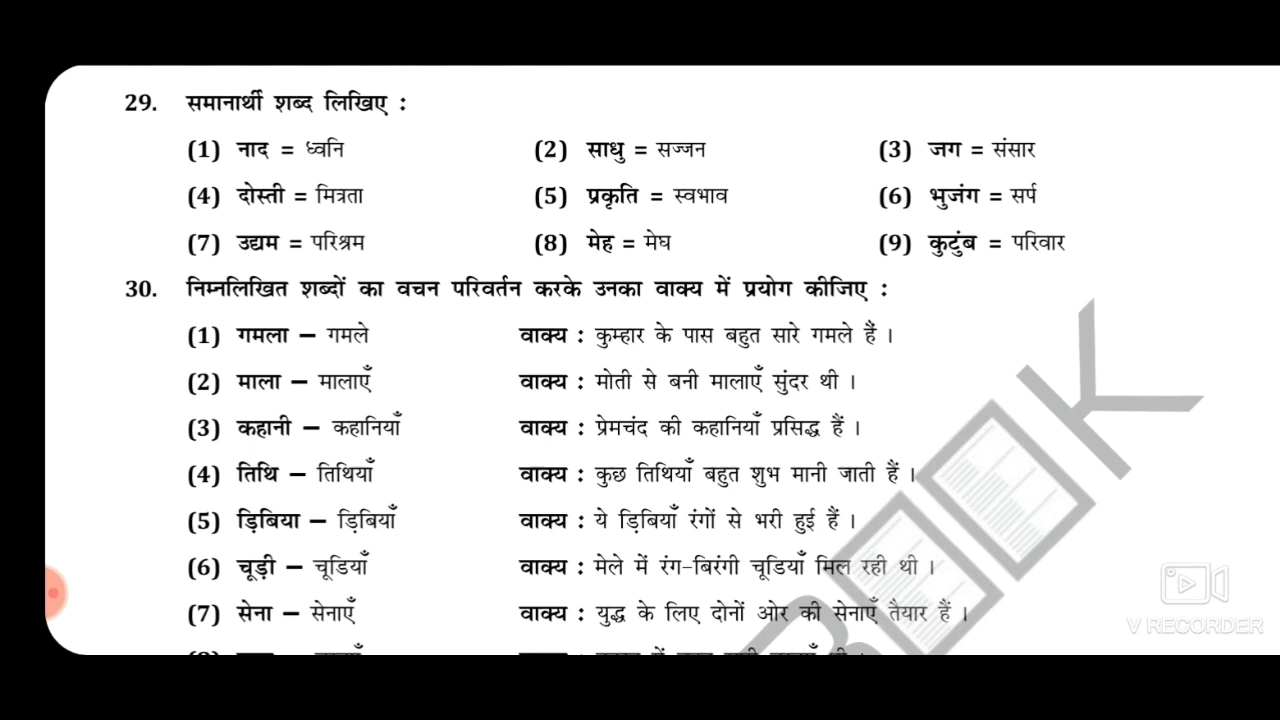 29. समानार्थी शब्द लिखिए :
(1) नाद = ध्वनि (2) साधु = सज्जन (3) जग = संसार
(4) दोस्ती = मित्रता (5) प्रकृति = स्वभाव (6) भुजंग = सर्प
(7) उद्यम = परिश्रम (8) मेह = मेघ (9) कुटुंब = परिवार
30. निम्नलिखित शब्दों का वचन परिवर्तन करके उनका वाक्य में प्रयोग कीजिए :
(1) गमला – गमले वाक्य : कुम्हार के पास बहुत सारे गमले हैं ।
(2) माला – मालाएँ वाक्य : मोती से बनी मालाएँ सुंदर थी ।
(3) कहानी – कहानियाँ वाक्य : प्रेमचंद की कहानियाँ प्रसिद्ध हैं ।
(4) तिथि – तिथियाँ वाक्य : कुछ तिथियाँ बहुत शुभ मानी जाती हैं ।
(5) ड़िबिया – ड़िबियाँ वाक्य : ये ड़िबियाँ रंगों से भरी हुई हैं ।
(6) चूड़ी – चूडियाँ वाक्य : मेले में रंग-बिरंगी चूडियाँ मिल रही थी ।
(7) सेना – सेनाएँ वाक्य : युद्ध के लिए दोनों ओर की सेनाएँ तैयार हैं ।
V RECORDER